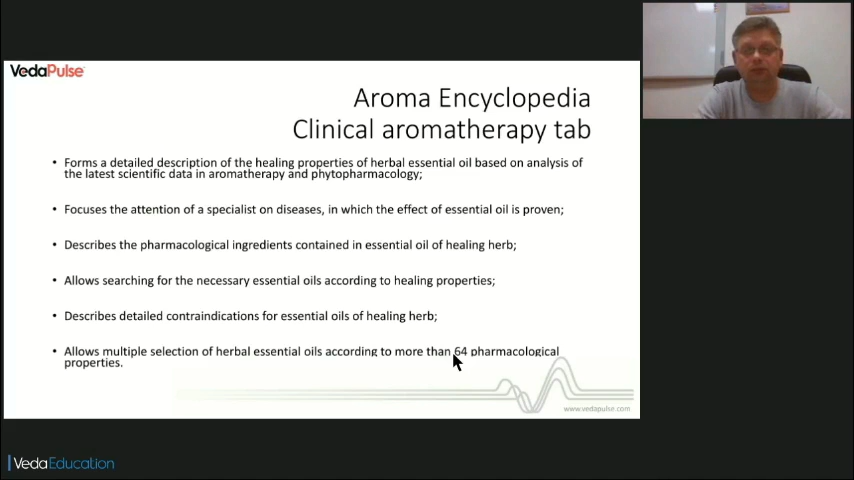 VedaPulse
Aroma Encyclopedia
Clinical aromatherapy tab
• Forms a detailed description of the healing properties of herbal essential oil based on analysis of
the latest scientific data in aromatherapy and phytopharmacology;
• Focuses the attention of a specialist on diseases, in which the effect of essential oil is proven;
• Describes the pharmacological ingredients contained in essential oil of healing herb;
• Allows searching for the necessary essential oils according to healing properties;
• Describes detailed contraindications for essential oils of healing herb;
• Allows multiple selection of herbal essential oils according to more than 64 pharmacological
properties.
www.vedapulse.com
VedaEducation